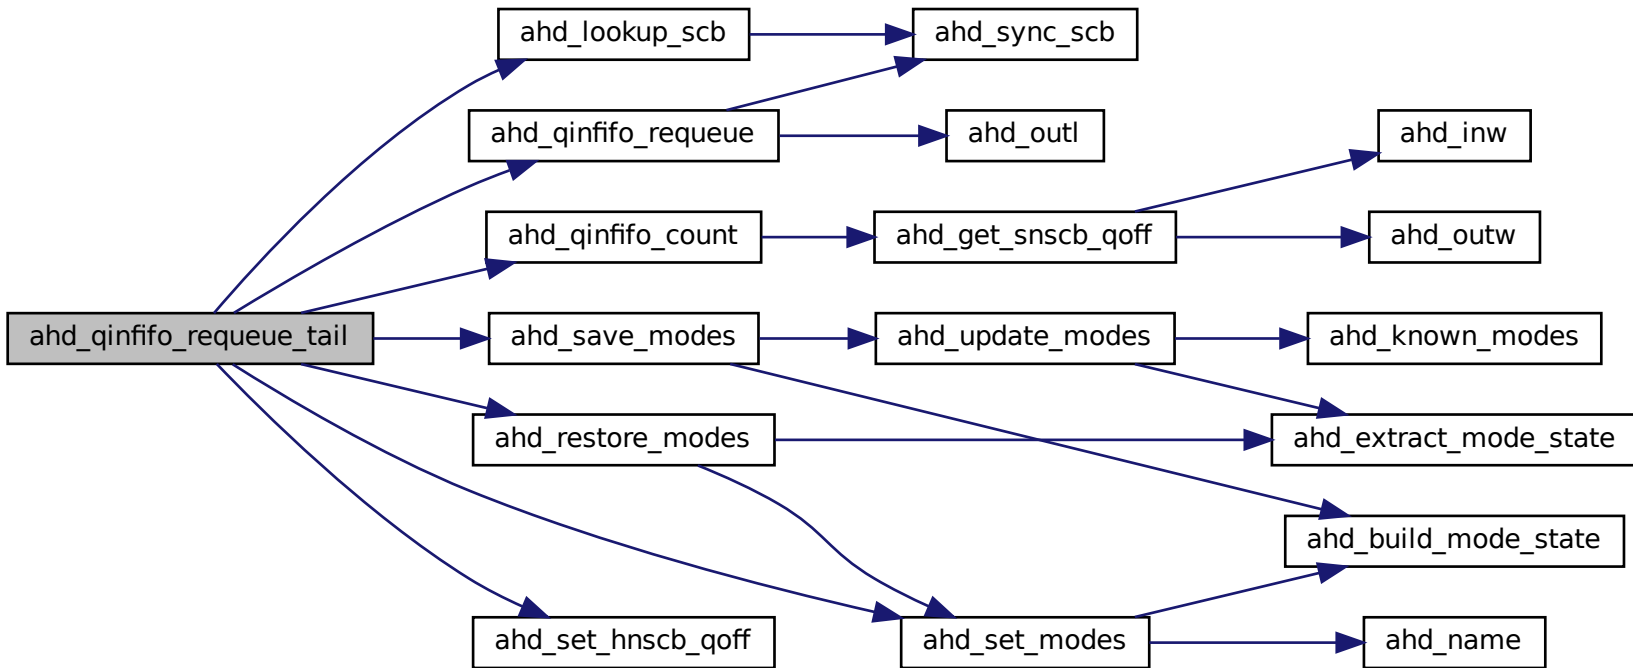 ahd_lookup_scb
ahd_sync_scb
ahd_qinfifo_requeue
ahd_outl
ahd_inw
ahd_qinfifo_count
ahd_get_snscb_qoff
ahd_outw
ahd_qinfifo_requeue_tail
ahd_save_modes
ahd_update_modes
ahd_known_modes
ahd_restore_modes
ahd_extract_mode_state
ahd_build_mode_state
ahd_set_hnscb_qoff
ahd_set_modes
ahd_name